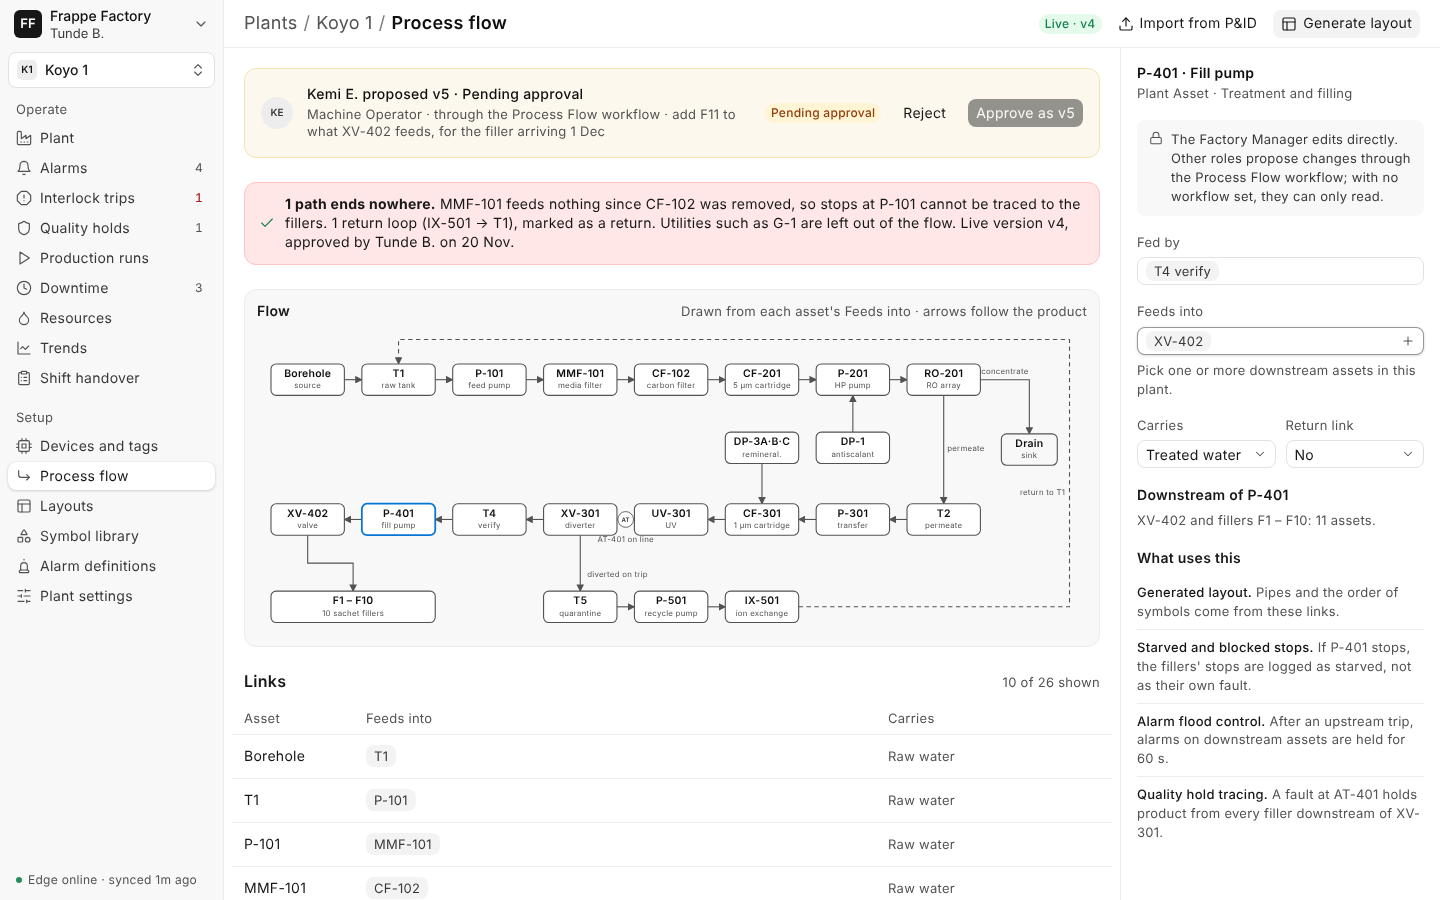 FF
Frappe Factory
Tunde B.
K1 Koyo 1
Operate
Plant
Alarms 4
Interlock trips 1
Quality holds 1
Production runs
Downtime 3
Resources
Trends
Shift handover
Setup
Devices and tags
Process flow
Layouts
Symbol library
Alarm definitions
Plant settings
Edge online · synced 1m ago
Plants / Koyo 1 / Process flow
Live · v4
Import from P&ID
Generate layout
KE
Kemi E. proposed v5 · Pending approval
Machine Operator · through the Process Flow workflow · add F11 to
what XV-402 feeds, for the filler arriving 1 Dec
Pending approval
Reject
Approve as v5
1 path ends nowhere. MMF-101 feeds nothing since CF-102 was removed, so stops at P-101 cannot be traced to the
fillers. 1 return loop (IX-501 → T1), marked as a return. Utilities such as G-1 are left out of the flow. Live version v4,
approved by Tunde B. on 20 Nov.
Flow
Drawn from each asset's Feeds into · arrows follow the product
Borehole
source
T1
raw tank
P-101
feed pump
MMF-101
media filter
CF-102
carbon filter
CF-201
5 µm cartridge
P-201
HP pump
RO-201
RO array
concentrate
DP-3A·B·C
remineral.
DP-1
antiscalant
permeate
Drain
sink
return to T1
XV-402
valve
P-401
fill pump
T4
verify
XV-301
diverter
AT
UV-301
UV
CF-301
1 µm cartridge
P-301
transfer
T2
permeate
AT-401 on line
diverted on trip
F1 – F10
10 sachet fillers
T5
quarantine
P-501
recycle pump
IX-501
ion exchange
Links
10 of 26 shown
Asset Feeds into Carries
Borehole T1 Raw water
T1 P-101 Raw water
P-101 MMF-101 Raw water
MMF-101 CF-102 Raw water
P-401 · Fill pump
Plant Asset · Treatment and filling
The Factory Manager edits directly.
Other roles propose changes through
the Process Flow workflow; with no
workflow set, they can only read.
Fed by
T4 verify
Feeds into
XV-402
Pick one or more downstream assets in this
plant.
Carries Return link
Treated water No
Downstream of P-401
XV-402 and fillers F1 – F10: 11 assets.
What uses this
Generated layout. Pipes and the order of
symbols come from these links.
Starved and blocked stops. If P-401 stops,
the fillers' stops are logged as starved, not
as their own fault.
Alarm flood control. After an upstream trip,
alarms on downstream assets are held for
60 s.
Quality hold tracing. A fault at AT-401 holds
product from every filler downstream of XV-
301.